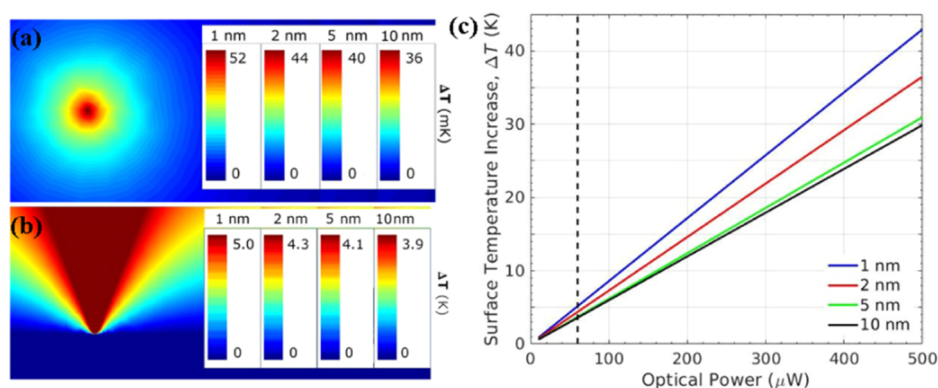 (a)
1 nm 2 nm 5 nm 10 nm
52 44 40 36
0 0 0 0
ΔT (mK)
(b)
1 nm 2 nm 5 nm 10 nm
5.0 4.3 4.1 3.9
0 0 0 0
ΔT (K)
(c)
Surface Temperature Increase, ΔT (K)
40
30
20
10
5
0
0 100 200 300 400 500
Optical Power (μW)
1 nm
2 nm
5 nm
10 nm